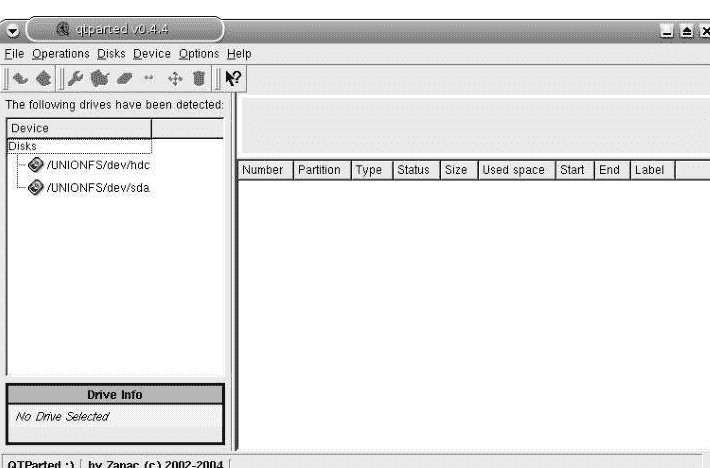 qtparted v0.4.4
File Operations Disks Device Options Help
The following drives have been detected:
Device
Disks
/UNIONFS/dev/hdc
/UNIONFS/dev/sda
Number Partition Type Status Size Used space Start End Label
Drive Info
No Drive Selected
QTParted :) by Zanac (c) 2002-2004